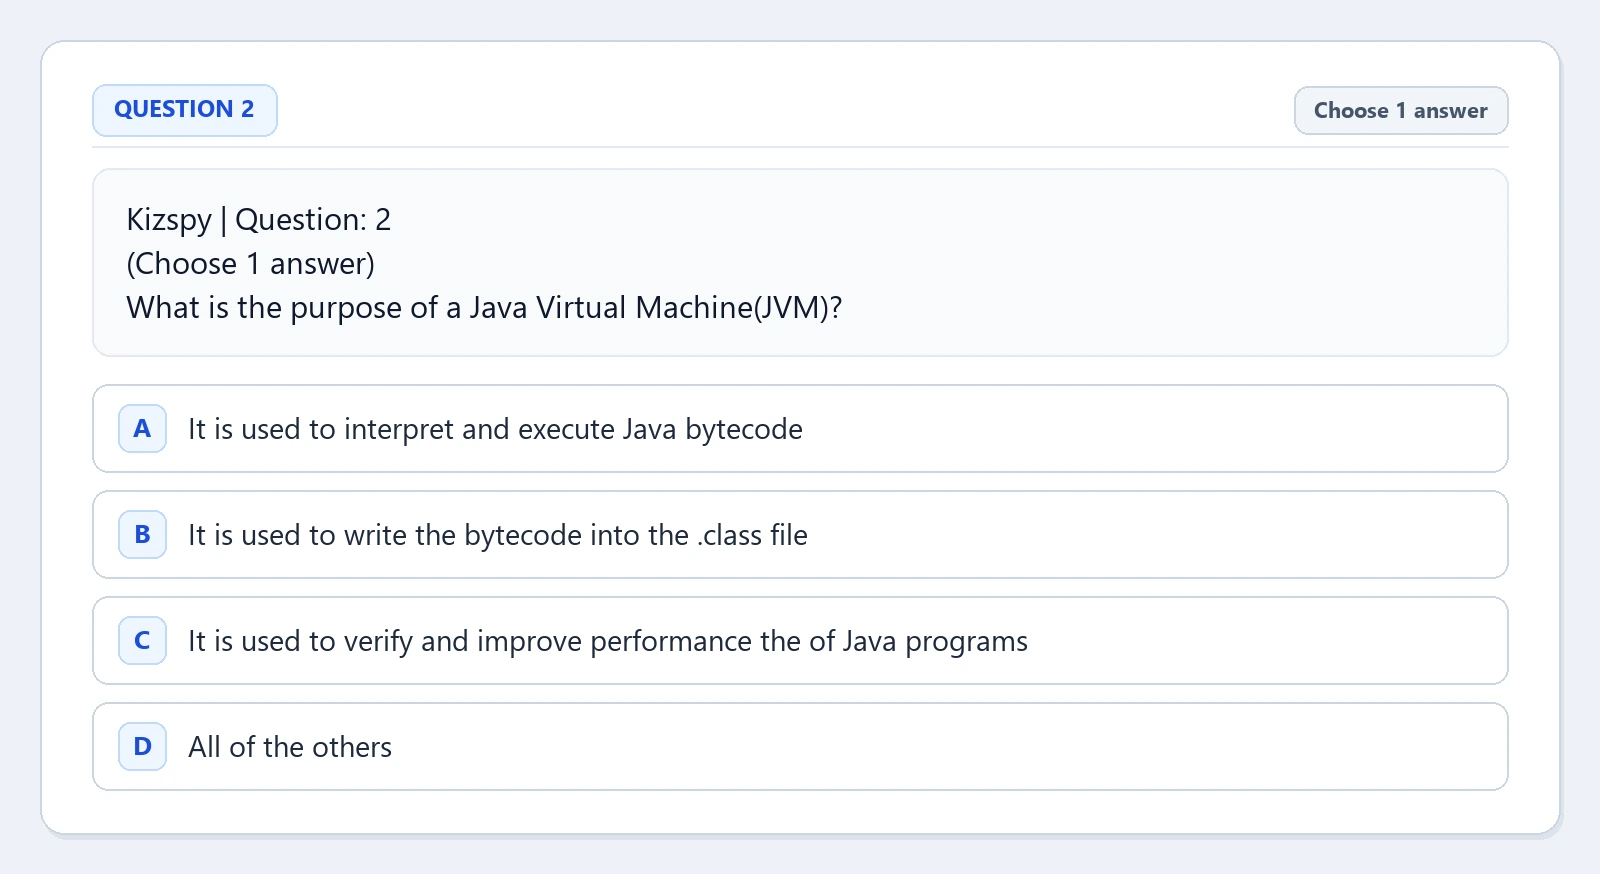 QUESTION 2
Choose 1 answer
Kizspy | Question: 2
(Choose 1 answer)
What is the purpose of a Java Virtual Machine(JVM)?
A It is used to interpret and execute Java bytecode
B It is used to write the bytecode into the .class file
C It is used to verify and improve performance the of Java programs
D All of the others